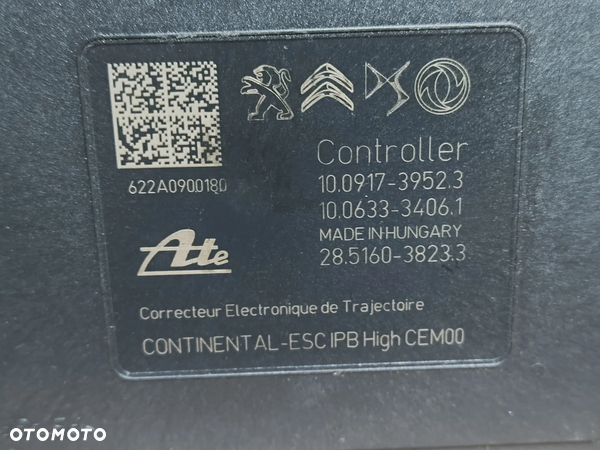 Controller
622A0900180
10.0917-3952.3
10.0633-3406.1
MADE IN HUNGARY
28.5160-3823.3
Ate
Correcteur Electronique de Trajectoire
CONTINENTAL-ESC IPB High CEM00
OTOMOTO
OTOMOTO